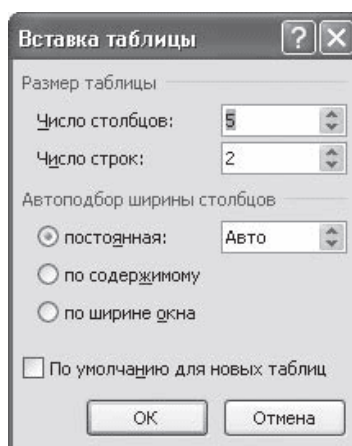 Вставка таблицы
Размер таблицы
Число столбцов: 5
Число строк: 2
Автоподбор ширины столбцов
постоянная: Авто
по содержимому
по ширине окна
По умолчанию для новых таблиц
ОК Отмена